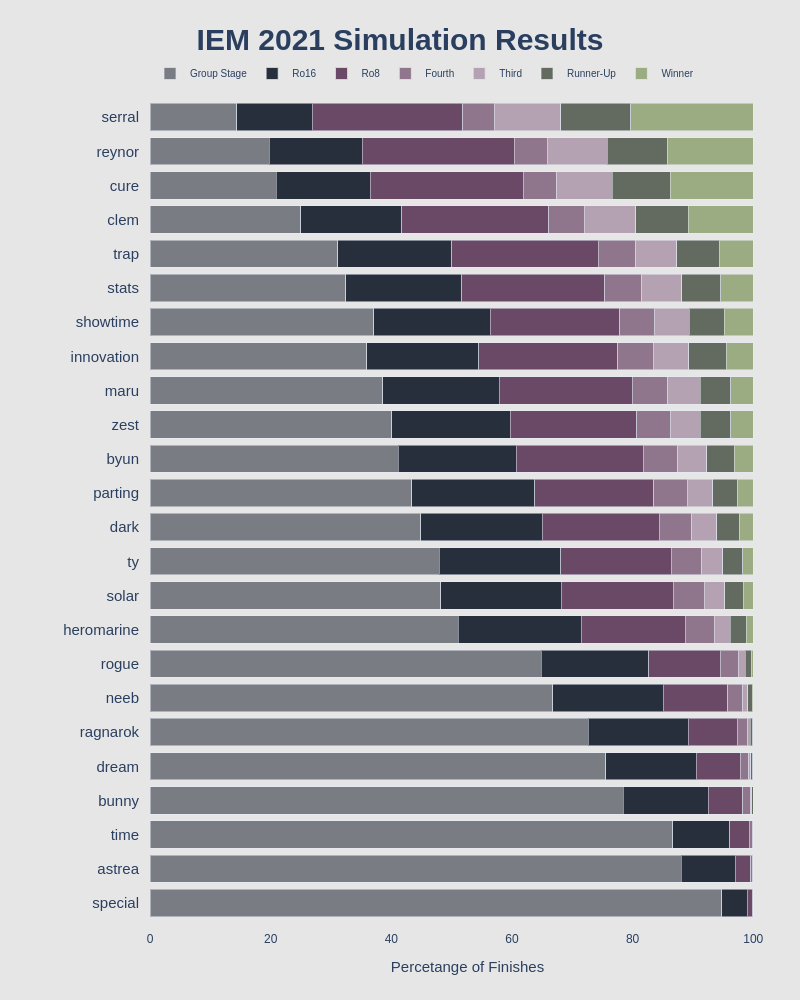 IEM 2021 Simulation Results
Group Stage Ro16 Ro8 Fourth Third Runner-Up Winner
serral
reynor
cure
clem
trap
stats
showtime
innovation
maru
zest
byun
parting
dark
ty
solar
heromarine
rogue
neeb
ragnarok
dream
bunny
time
astrea
special
0 20 40 60 80 100
Percetange of Finishes